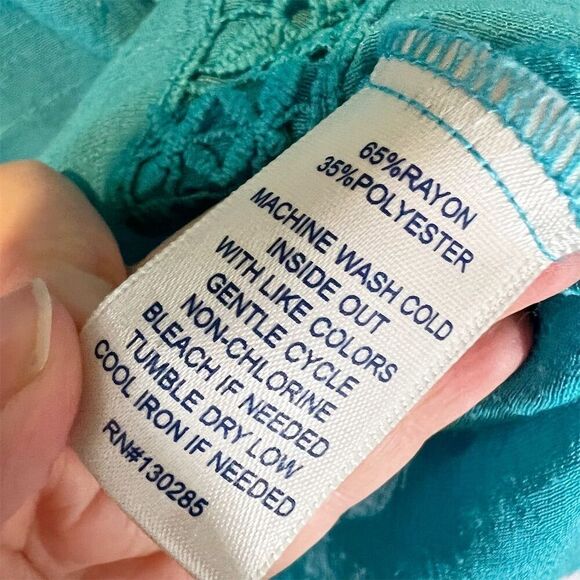 65%RAYON
35%POLYESTER
MACHINE WASH COLD
INSIDE OUT
WITH LIKE COLORS
GENTLE CYCLE
NON-CHLORINE
BLEACH IF NEEDED
TUMBLE DRY LOW
COOL IRON IF NEEDED
RN#130285